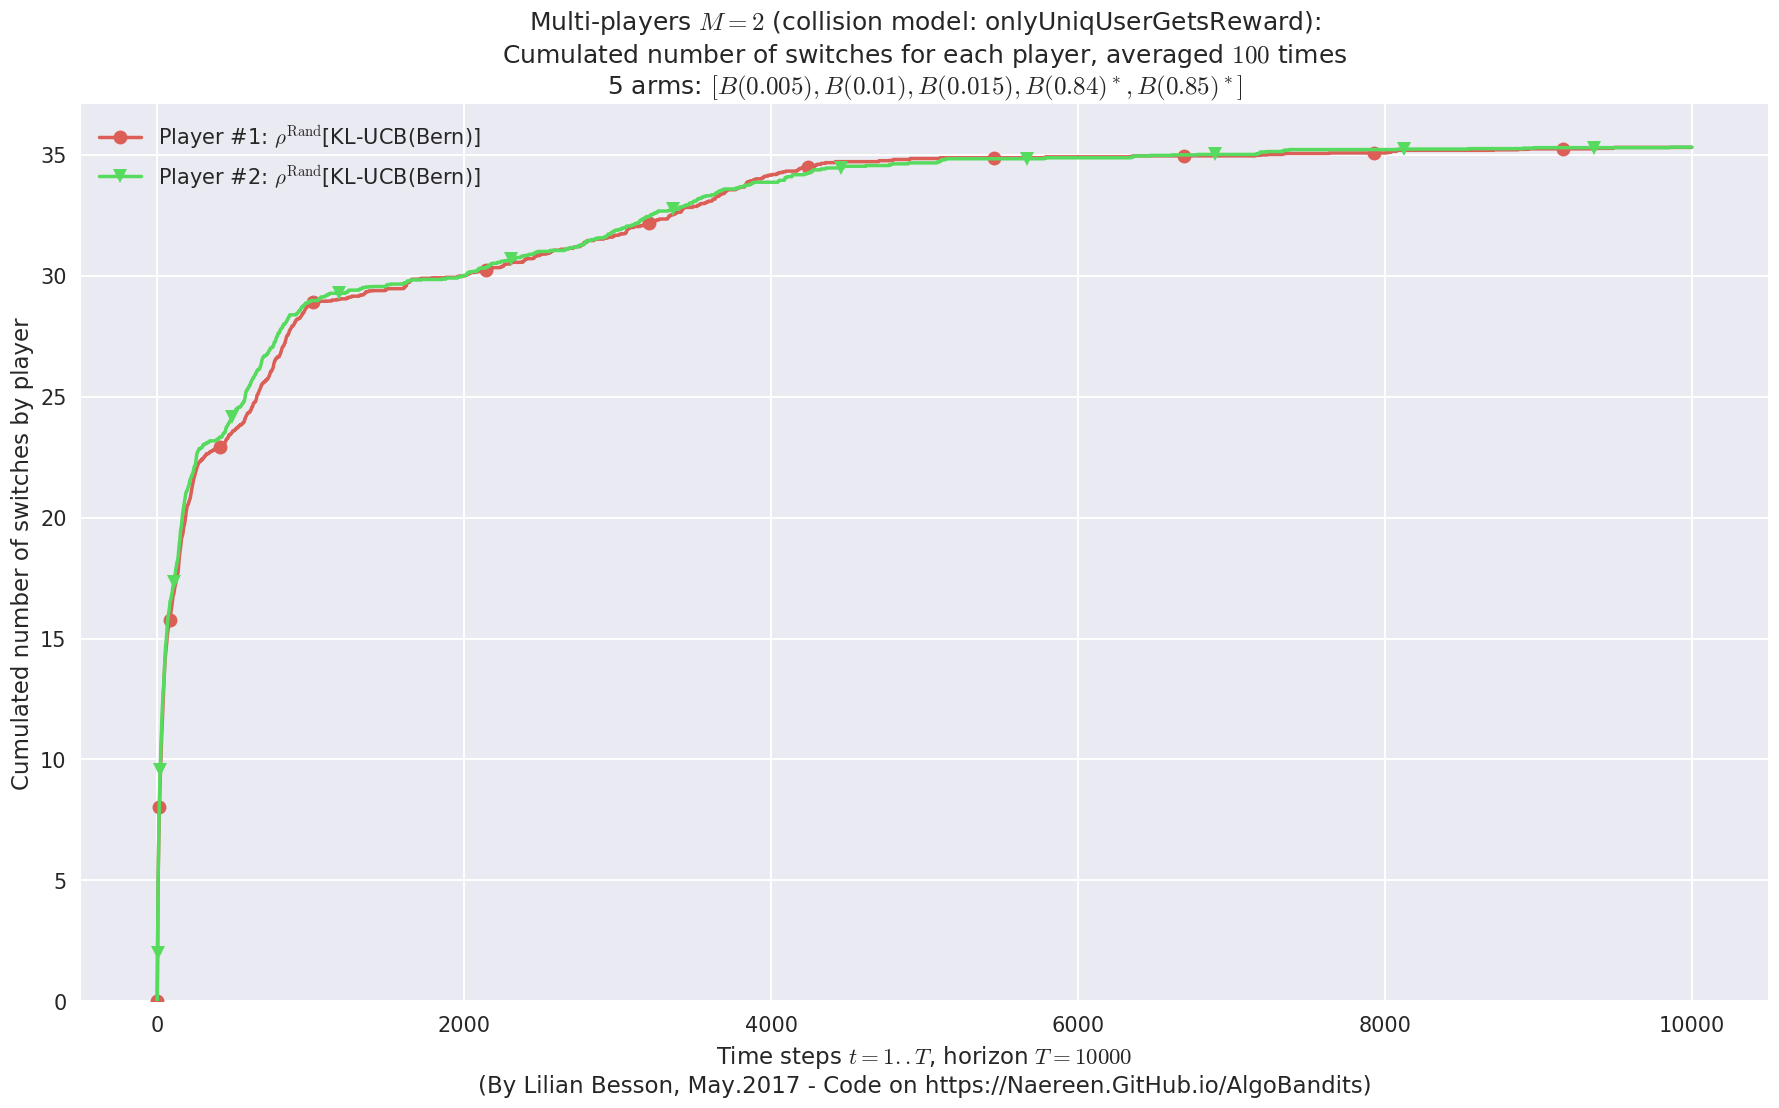 Multi-players M = 2 (collision model: onlyUniqUserGetsReward):
Cumulated number of switches for each player, averaged 100 times
5 arms: [B(0.005), B(0.01), B(0.015), B(0.84)*, B(0.85)*]
Player #1: ρ^Rand[KL-UCB(Bern)]
Player #2: ρ^Rand[KL-UCB(Bern)]
Cumulated number of switches by player
35
30
25
20
15
10
5
0
0 2000 4000 6000 8000 10000
Time steps t = 1..T, horizon T = 10000
(By Lilian Besson, May.2017 - Code on https://Naereen.GitHub.io/AlgoBandits)